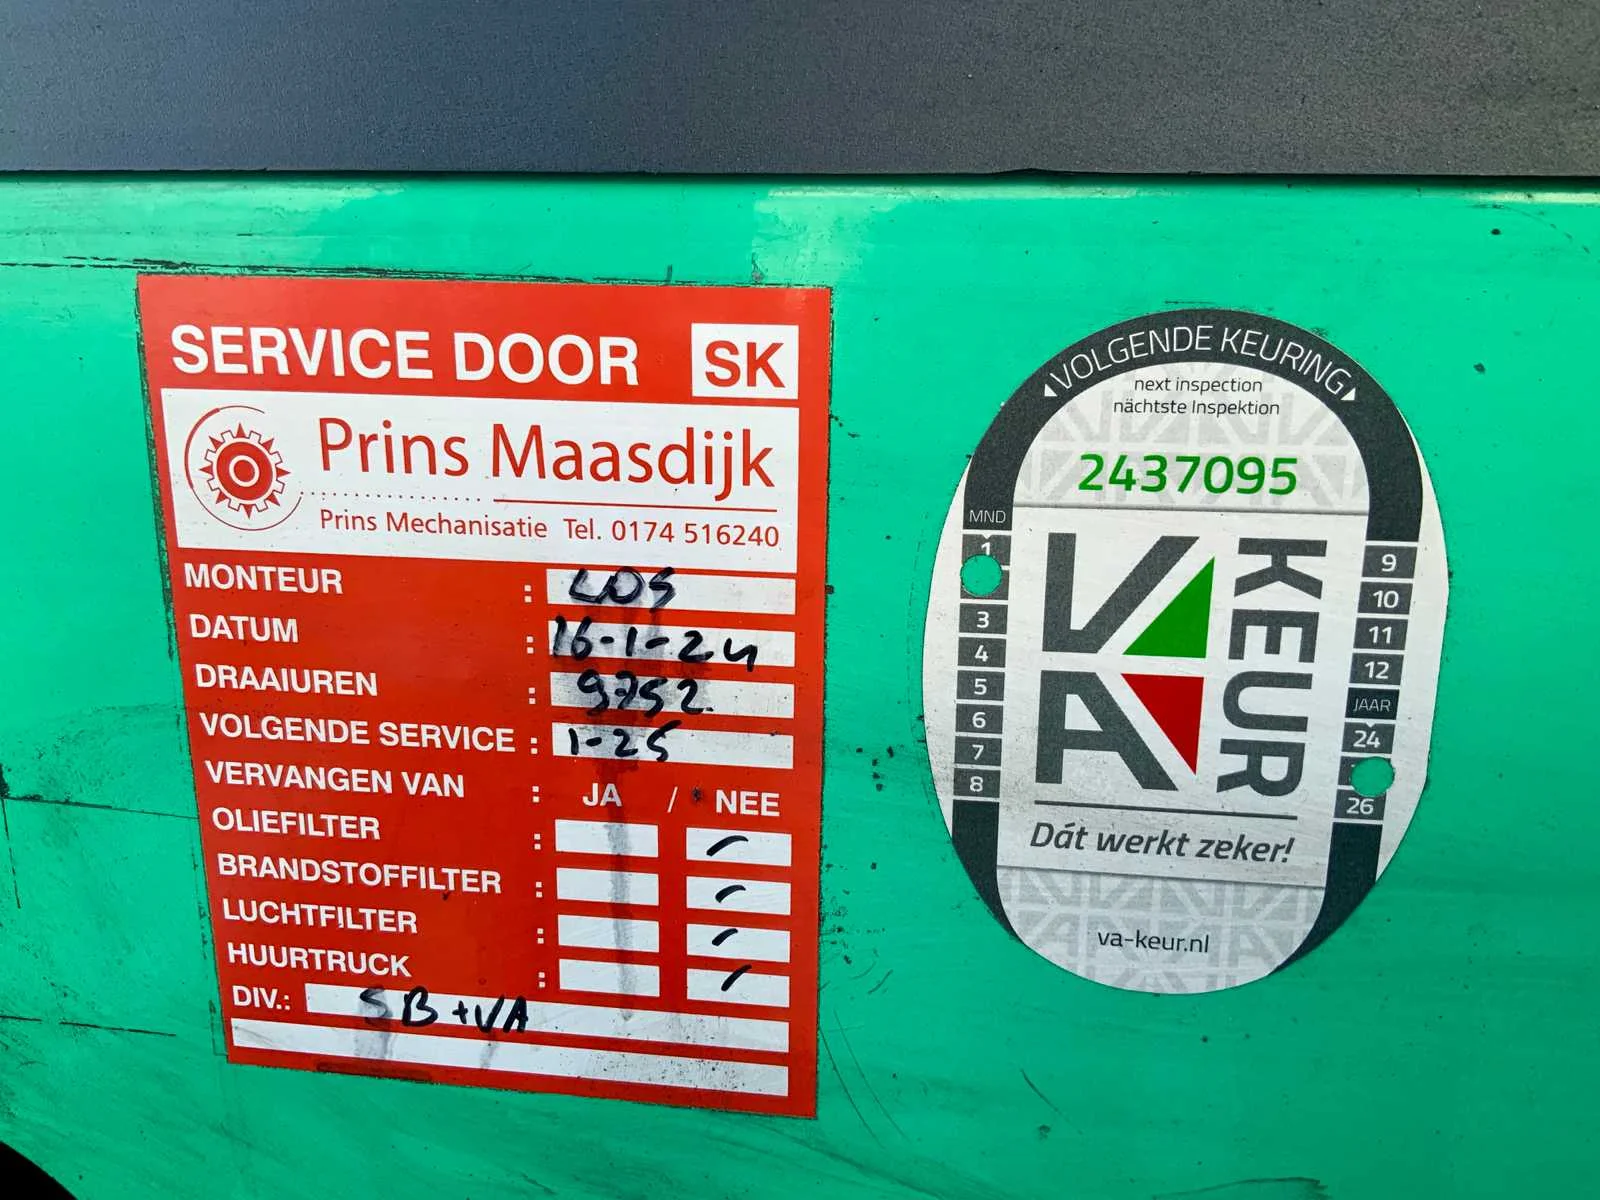 SERVICE DOOR SK
Prins Maasdijk
Prins Mechanisatie Tel. 0174 516240
MONTEUR : LOS
DATUM : 16-1-24
DRAAIUREN : 9752
VOLGENDE SERVICE : 1-25
VERVANGEN VAN : JA / NEE
OLIEFILTER :
BRANDSTOFFILTER :
LUCHTFILTER :
HUURTRUCK :
DIV.: SB+VA
VOLGENDE KEURING
next inspection
nächtste Inspektion
2437095
MND
1
3
4
5
6
7
8
VA
KEUR
9
10
11
12
JAAR
24
26
Dát werkt zeker!
va-keur.nl